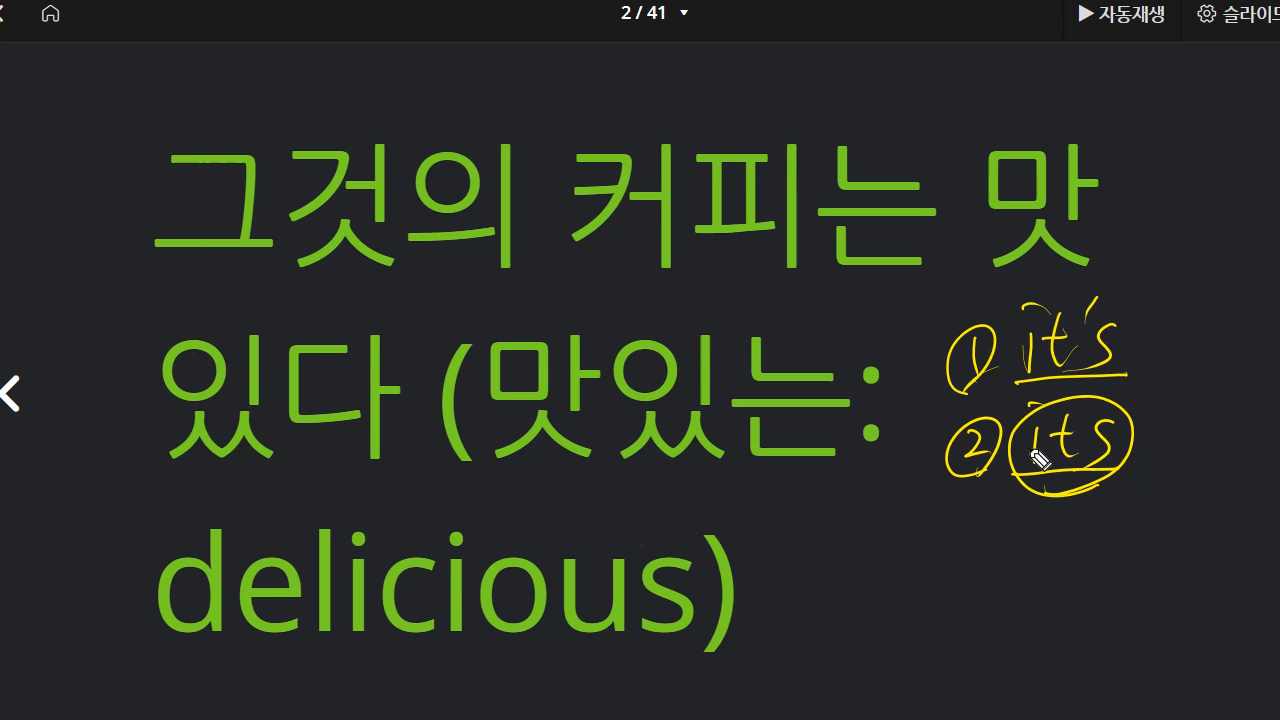 2 / 41
자동재생
슬라이드
그것의 커피는 맛
있다 (맛있는:
delicious)
① it's
② its